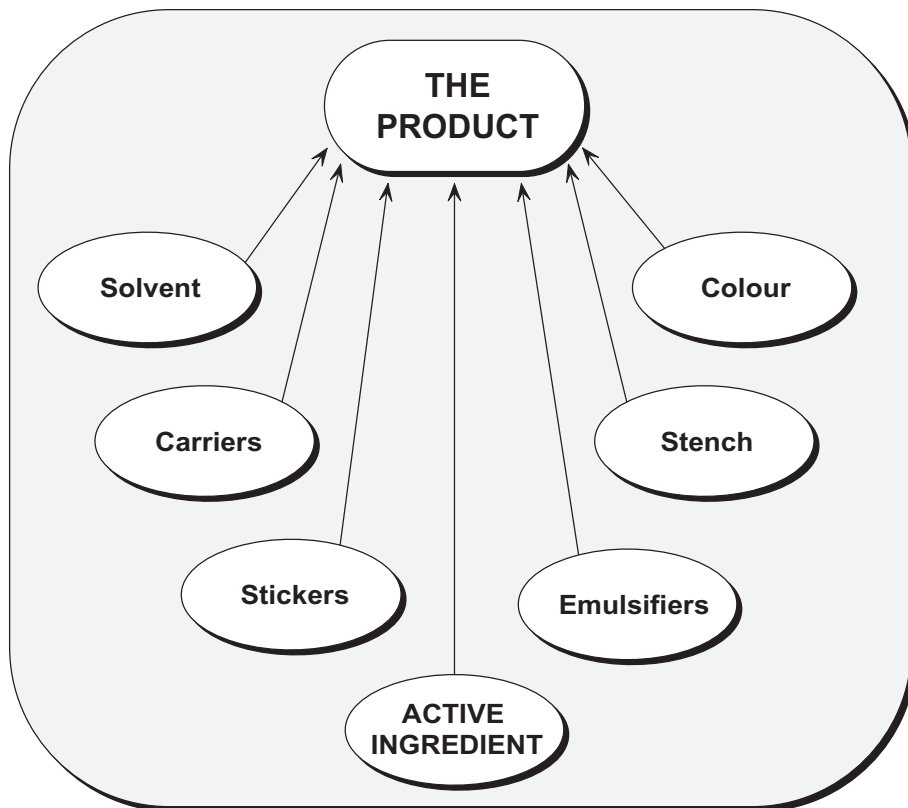 THE
PRODUCT
Solvent
Colour
Carriers
Stench
Stickers
Emulsifiers
ACTIVE
INGREDIENT